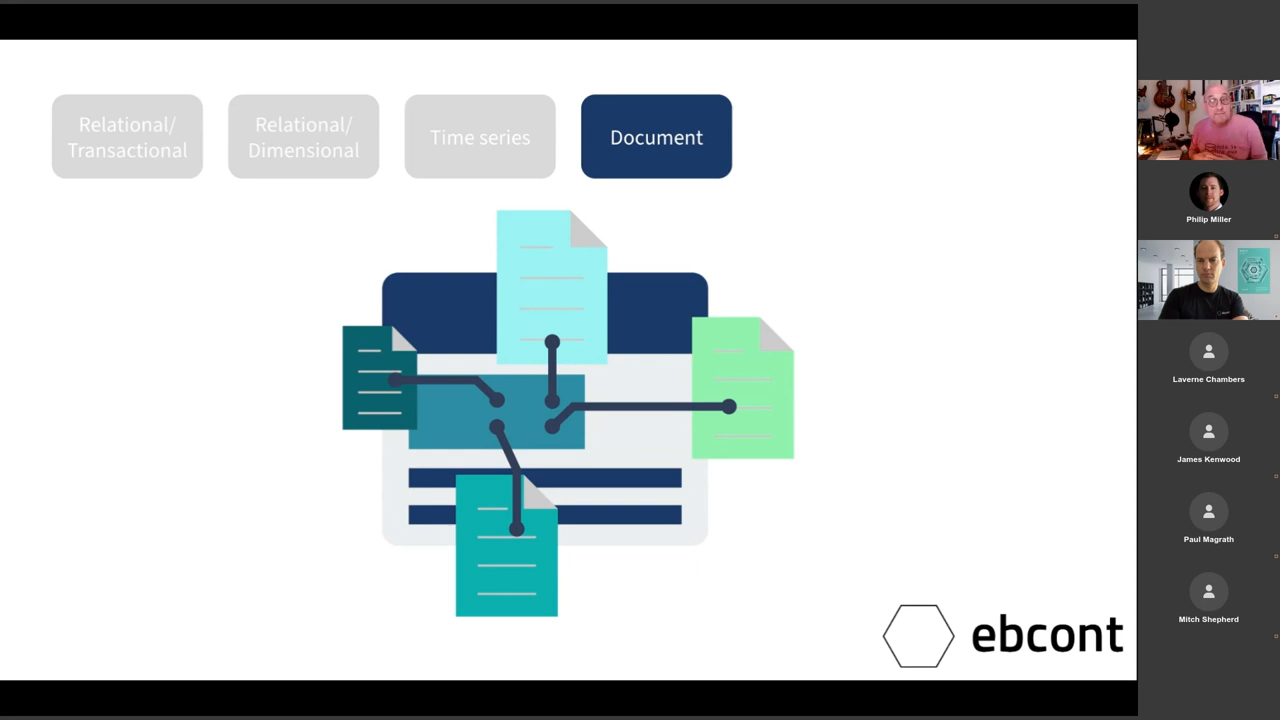 Relational/
Transactional
Relational/
Dimensional
Time series
Document
ebcont
Philip Miller
Laverne Chambers
James Kenwood
Paul Magrath
Mitch Shepherd